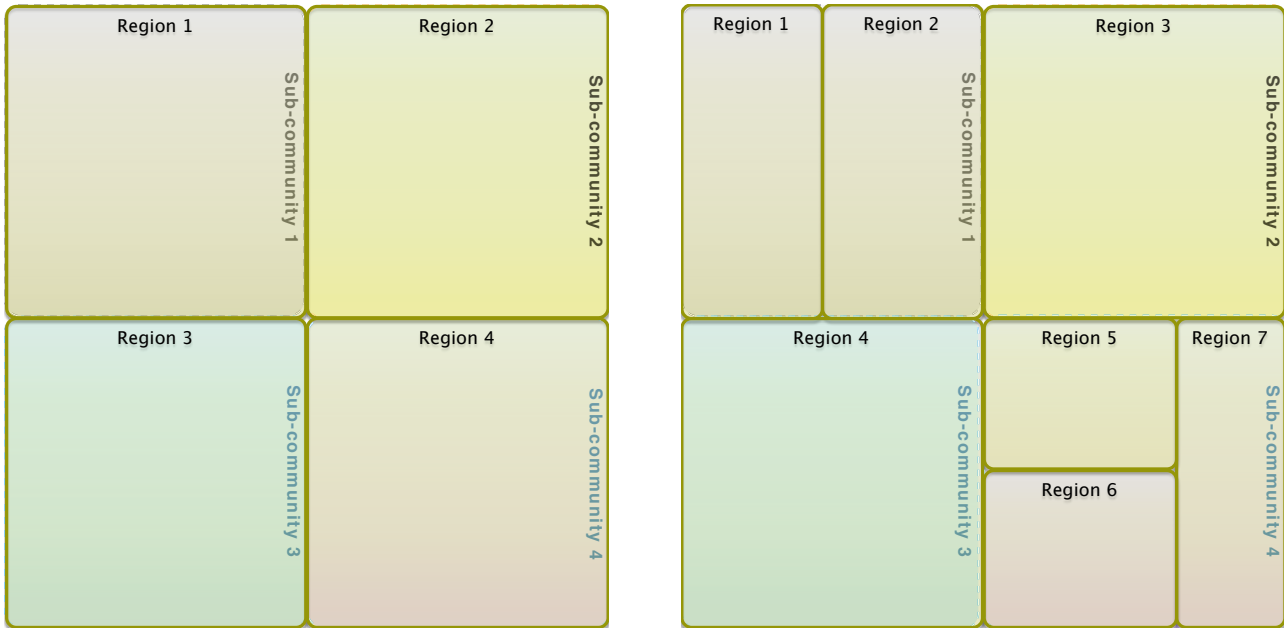 Region 1
Region 2
Sub-community 1
Sub-community 2
Region 3
Region 4
Sub-community 3
Sub-community 4
Region 1
Region 2
Region 3
Sub-community 1
Sub-community 2
Region 4
Region 5
Region 7
Sub-community 3
Sub-community 4
Region 6